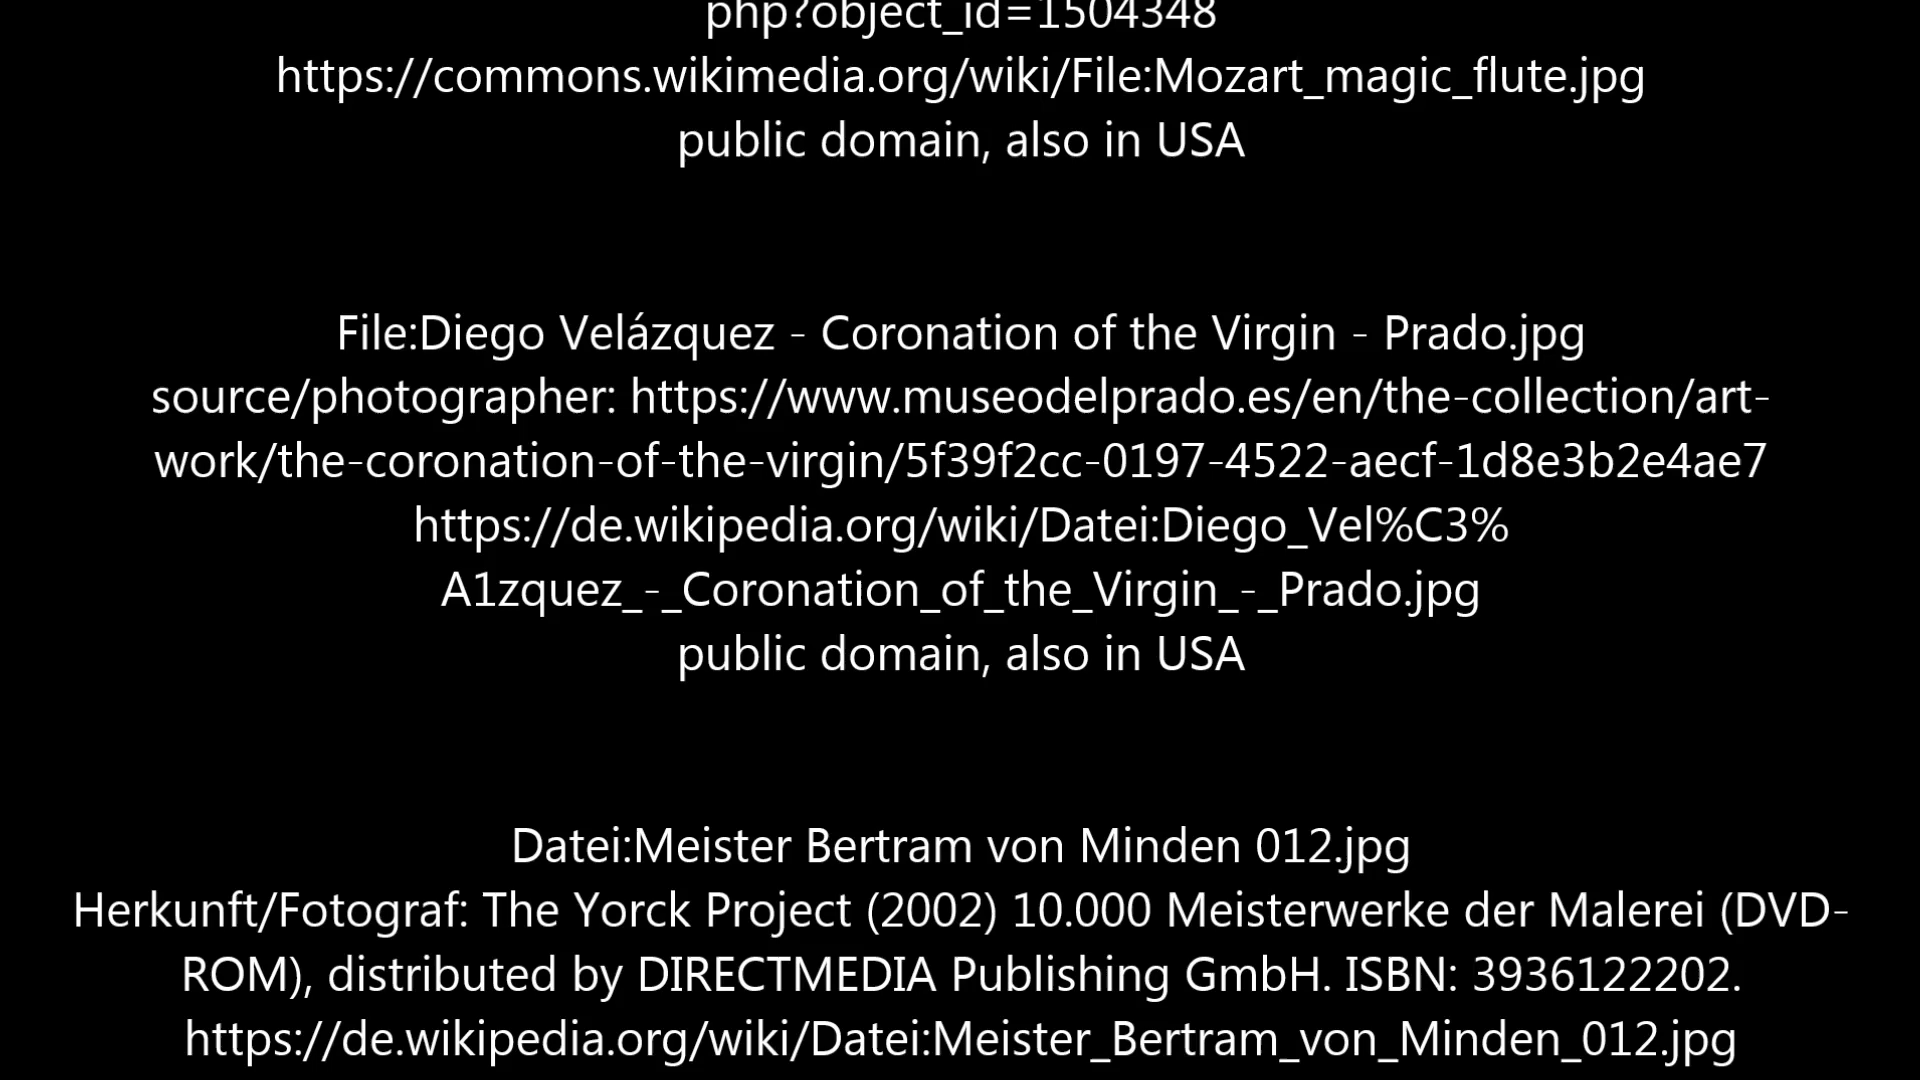 php?object_id=1504348
https://commons.wikimedia.org/wiki/File:Mozart_magic_flute.jpg
public domain, also in USA
File:Diego Velázquez - Coronation of the Virgin - Prado.jpg
source/photographer: https://www.museodelprado.es/en/the-collection/art-
work/the-coronation-of-the-virgin/5f39f2cc-0197-4522-aecf-1d8e3b2e4ae7
https://de.wikipedia.org/wiki/Datei:Diego_Vel%C3%
A1zquez_-_Coronation_of_the_Virgin_-_Prado.jpg
public domain, also in USA
Datei:Meister Bertram von Minden 012.jpg
Herkunft/Fotograf: The Yorck Project (2002) 10.000 Meisterwerke der Malerei (DVD-
ROM), distributed by DIRECTMEDIA Publishing GmbH. ISBN: 3936122202.
https://de.wikipedia.org/wiki/Datei:Meister_Bertram_von_Minden_012.jpg